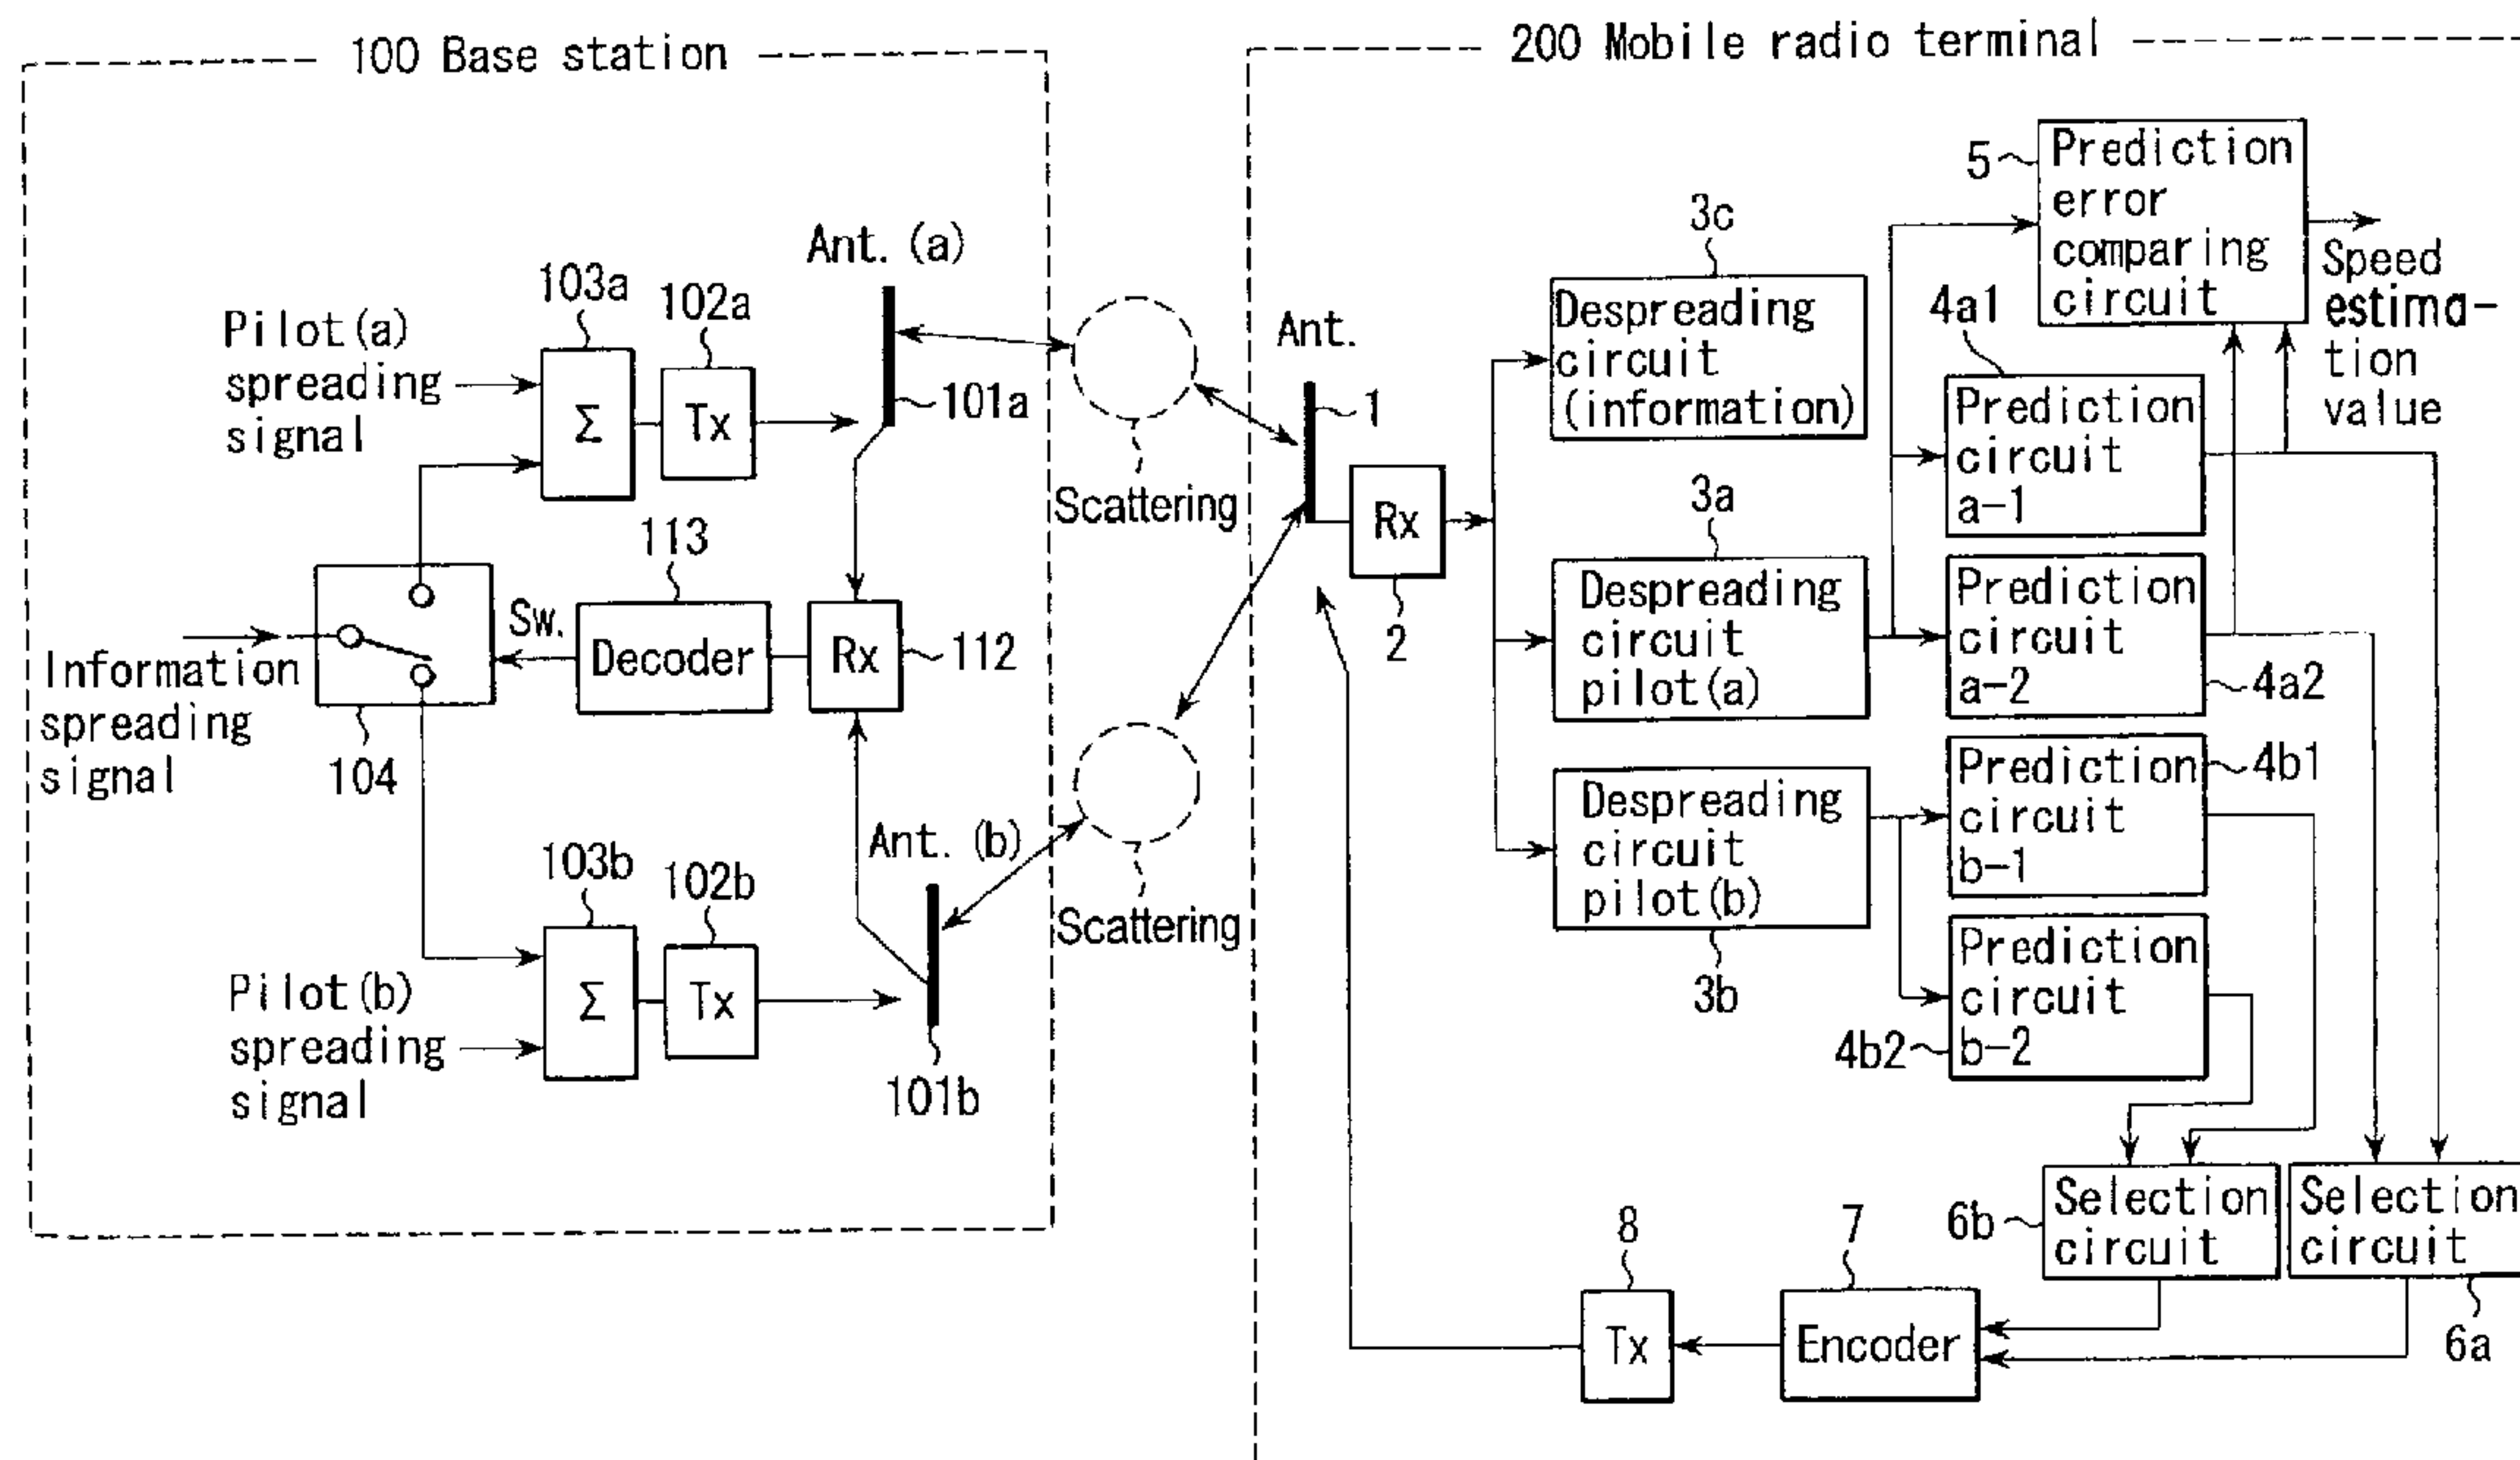 100 Base station
200 Mobile radio terminal
Pilot(a)
spreading
signal
103a
Σ
102a
Tx
Ant. (a)
101a
Scattering
Information
spreading
signal
104
Sw.
113
Decoder
Rx
112
Pilot(b)
spreading
signal
103b
Σ
102b
Tx
Ant. (b)
101b
Scattering
Ant.
1
Rx
2
3c
Despreading
circuit
(information)
3a
Despreading
circuit
pilot(a)
Despreading
circuit
pilot(b)
3b
5
Prediction
error
comparing
circuit
Speed
estima-
tion
value
4a1
Prediction
circuit
a-1
Prediction
circuit
a-2
4a2
Prediction
circuit
b-1
4b1
Prediction
circuit
b-2
4b2
6b
Selection
circuit
Selection
circuit
6a
7
Encoder
8
Tx